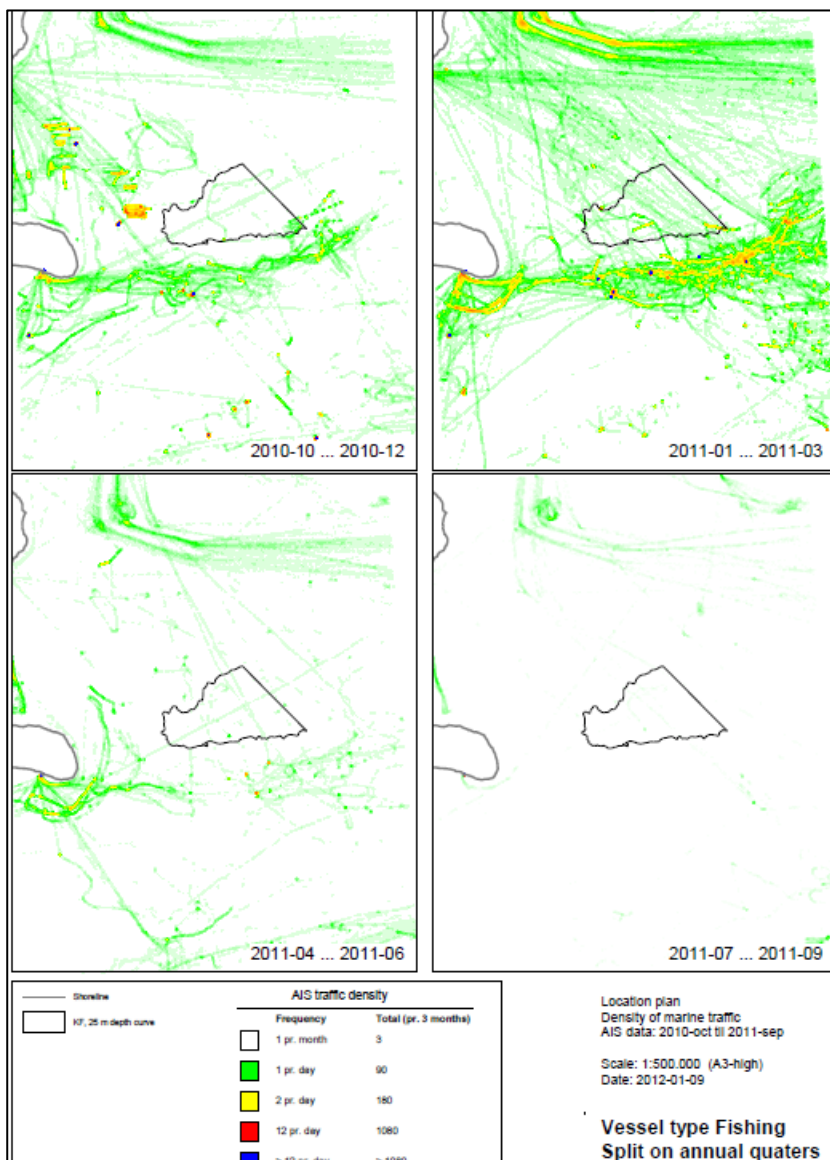 2010-10 ... 2010-12
2011-01 ... 2011-03
2011-04 ... 2011-06
2011-07 ... 2011-09
Shoreline
KF, 25 m depth curve
AIS traffic density
Frequency Total (pr. 3 months)
1 pr. month 3
1 pr. day 90
2 pr. day 180
12 pr. day 1080
Location plan
Density of marine traffic
AIS data: 2010-oct til 2011-sep
Scale: 1:500.000 (A3-high)
Date: 2012-01-09
Vessel type Fishing
Split on annual quaters